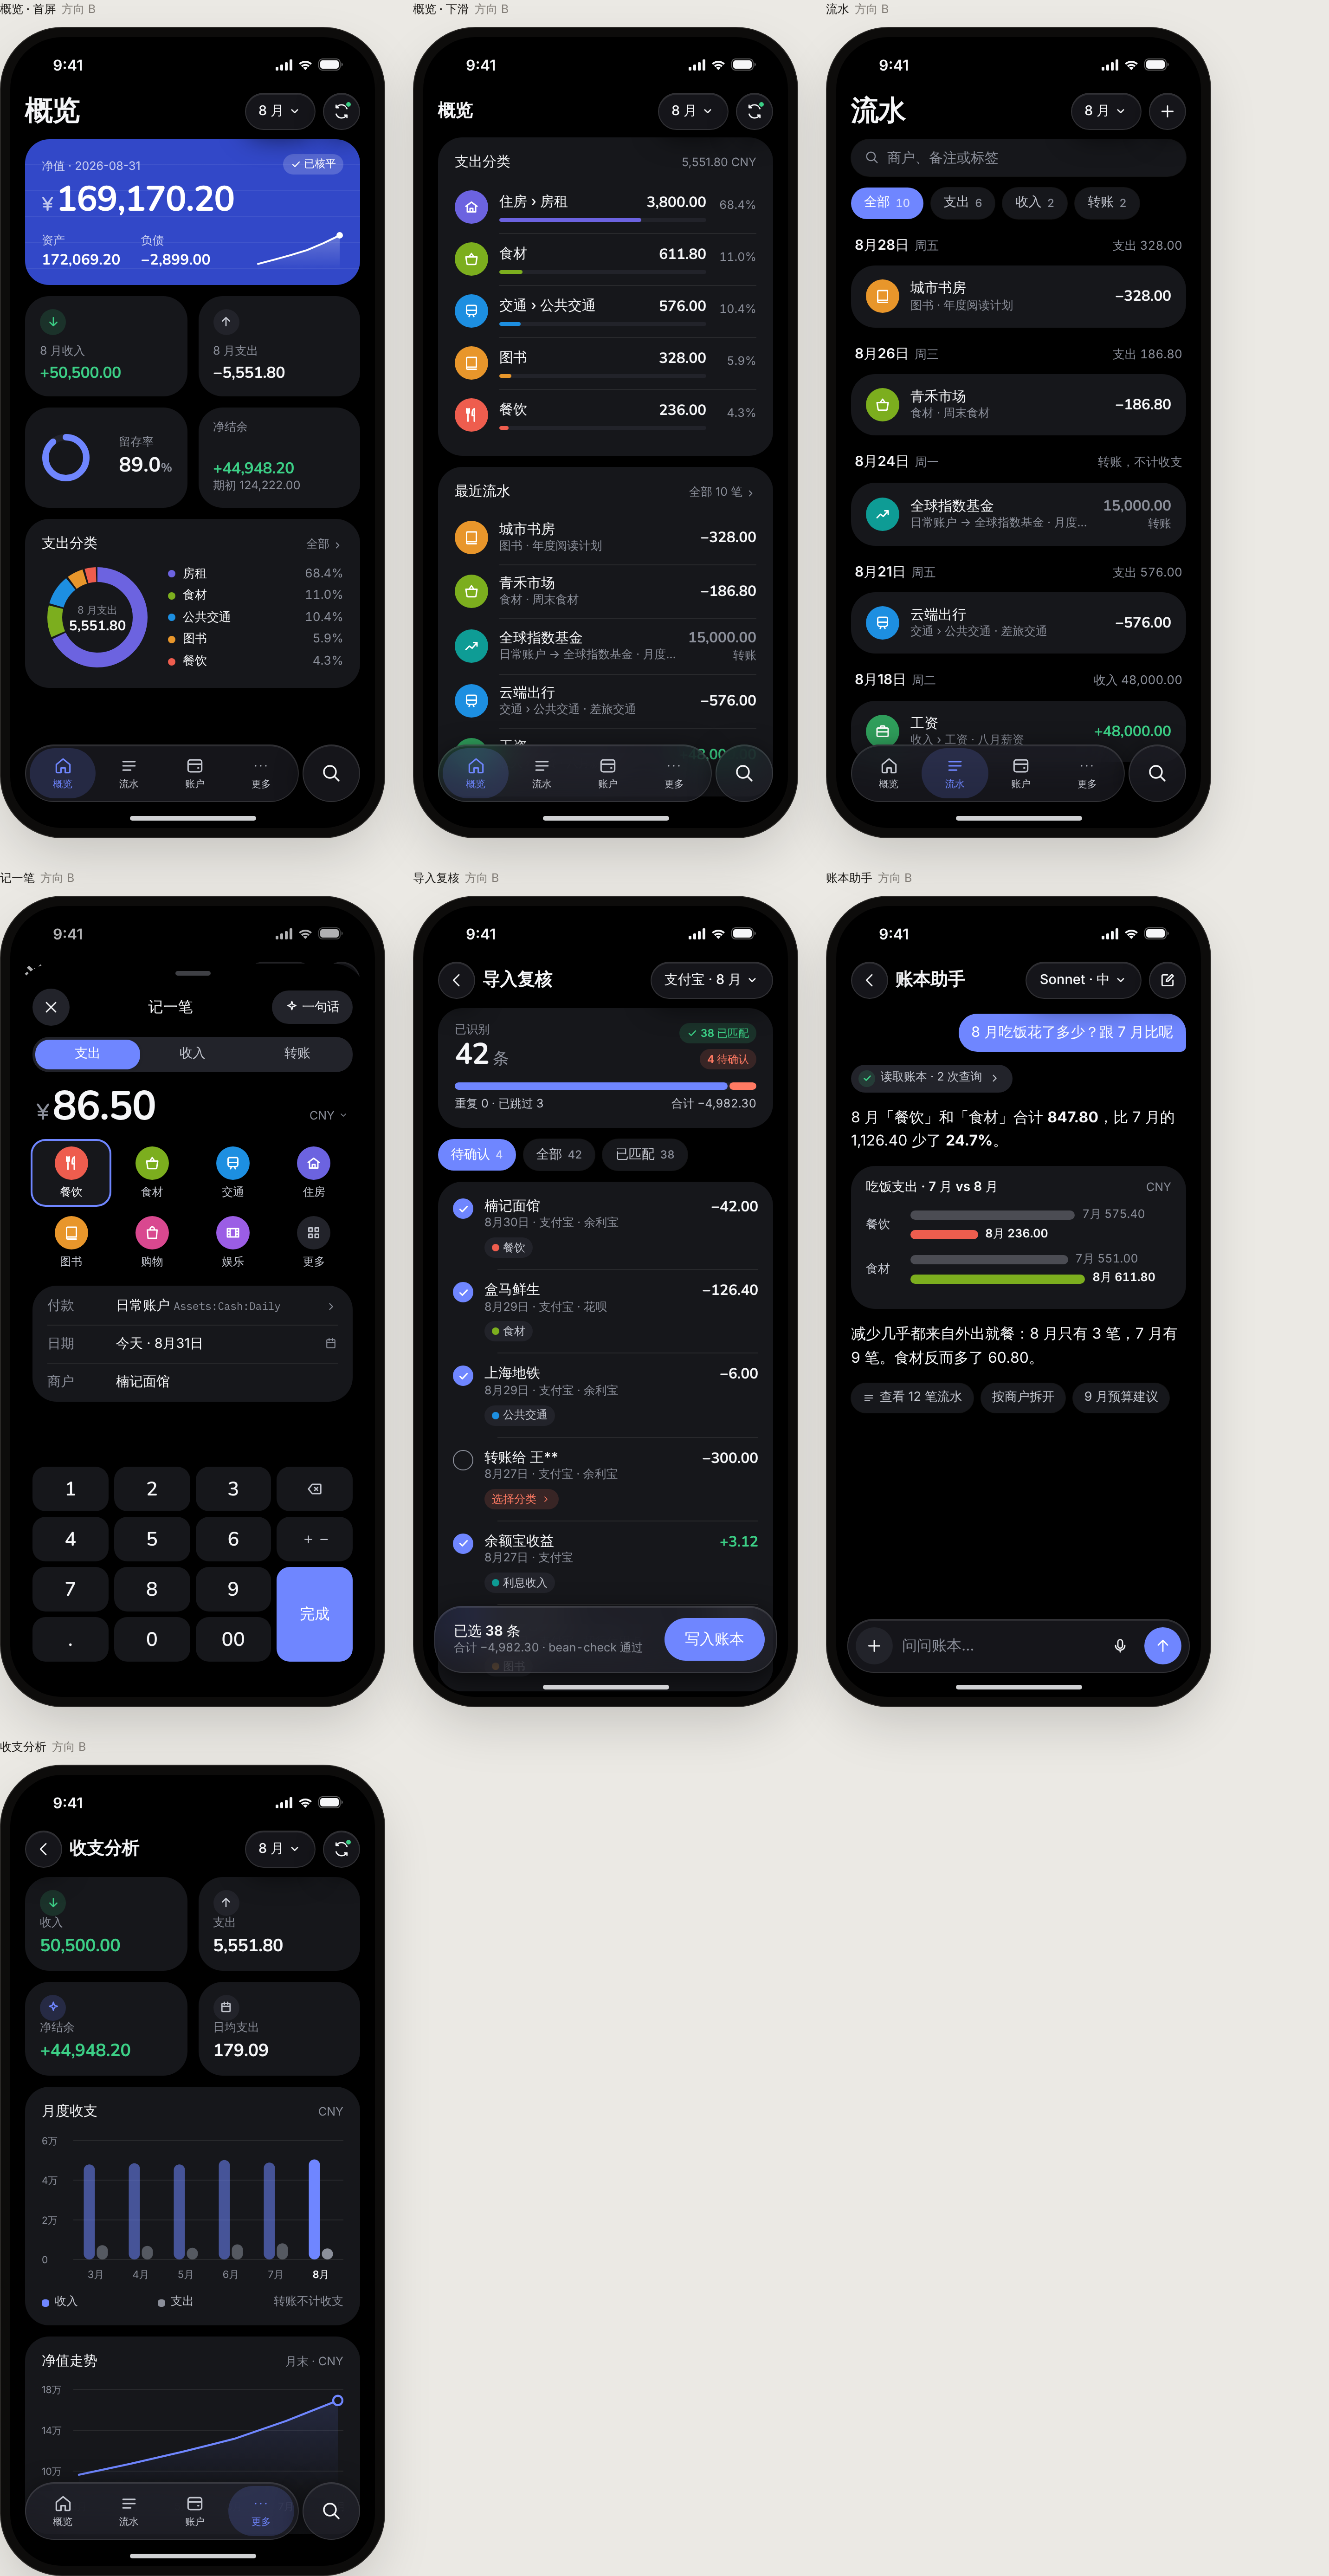 概览 · 首屏 方向 B
9:41
概览
8 月
净值 · 2026-08-31
已核平
¥169,170.20
资产 负债
172,069.20 −2,899.00
8 月收入
+50,500.00
8 月支出
−5,551.80
留存率
89.0%
净结余
+44,948.20
期初 124,222.00
支出分类 全部
8 月支出
5,551.80
房租 68.4%
食材 11.0%
公共交通 10.4%
图书 5.9%
餐饮 4.3%
概览 流水 账户 更多
概览 · 下滑 方向 B
9:41
概览
8 月
支出分类 5,551.80 CNY
住房 › 房租 3,800.00 68.4%
食材 611.80 11.0%
交通 › 公共交通 576.00 10.4%
图书 328.00 5.9%
餐饮 236.00 4.3%
最近流水 全部 10 笔
城市书房 −328.00
图书 · 年度阅读计划
青禾市场 −186.80
食材 · 周末食材
全球指数基金 15,000.00
日常账户 → 全球指数基金 · 月度... 转账
云端出行 −576.00
交通 › 公共交通 · 差旅交通
概览 流水 账户 更多
流水 方向 B
9:41
流水
8 月
商户、备注或标签
全部 10 支出 6 收入 2 转账 2
8月28日 周五 支出 328.00
城市书房 −328.00
图书 · 年度阅读计划
8月26日 周三 支出 186.80
青禾市场 −186.80
食材 · 周末食材
8月24日 周一 转账，不计收支
全球指数基金 15,000.00
日常账户 → 全球指数基金 · 月度... 转账
8月21日 周五 支出 576.00
云端出行 −576.00
交通 › 公共交通 · 差旅交通
8月18日 周二 收入 48,000.00
工资 +48,000.00
收入 › 工资 · 八月薪资
概览 流水 账户 更多
记一笔 方向 B
9:41
记一笔
一句话
支出 收入 转账
¥86.50 CNY
餐饮 食材 交通 住房
图书 购物 娱乐 更多
付款 日常账户 Assets:Cash:Daily
日期 今天 · 8月31日
商户 楠记面馆
1 2 3
4 5 6 + −
7 8 9 完成
. 0 00
导入复核 方向 B
9:41
导入复核
支付宝 · 8 月
已识别
42 条
38 已匹配
4 待确认
重复 0 · 已跳过 3 合计 −4,982.30
待确认 4 全部 42 已匹配 38
楠记面馆 −42.00
8月30日 · 支付宝 · 余利宝
餐饮
盒马鲜生 −126.40
8月29日 · 支付宝 · 花呗
食材
上海地铁 −6.00
8月29日 · 支付宝 · 余利宝
公共交通
转账给 王** −300.00
8月27日 · 支付宝 · 余利宝
选择分类
余额宝收益 +3.12
8月27日 · 支付宝
利息收入
已选 38 条
合计 −4,982.30 · bean-check 通过
写入账本
图书
账本助手 方向 B
9:41
账本助手
Sonnet · 中
8 月吃饭花了多少？跟 7 月比呢
读取账本 · 2 次查询
8 月「餐饮」和「食材」合计 847.80，比 7 月的
1,126.40 少了 24.7%。
吃饭支出 · 7 月 vs 8 月 CNY
餐饮
7月 575.40
8月 236.00
食材
7月 551.00
8月 611.80
减少几乎都来自外出就餐：8 月只有 3 笔，7 月有
9 笔。食材反而多了 60.80。
查看 12 笔流水 按商户拆开 9 月预算建议
问问账本...
收支分析 方向 B
9:41
收支分析
8 月
收入
50,500.00
支出
5,551.80
净结余
+44,948.20
日均支出
179.09
月度收支 CNY
6万
4万
2万
0
3月 4月 5月 6月 7月 8月
收入 支出 转账不计收支
净值走势 月末 · CNY
18万
14万
10万
概览 流水 账户 更多